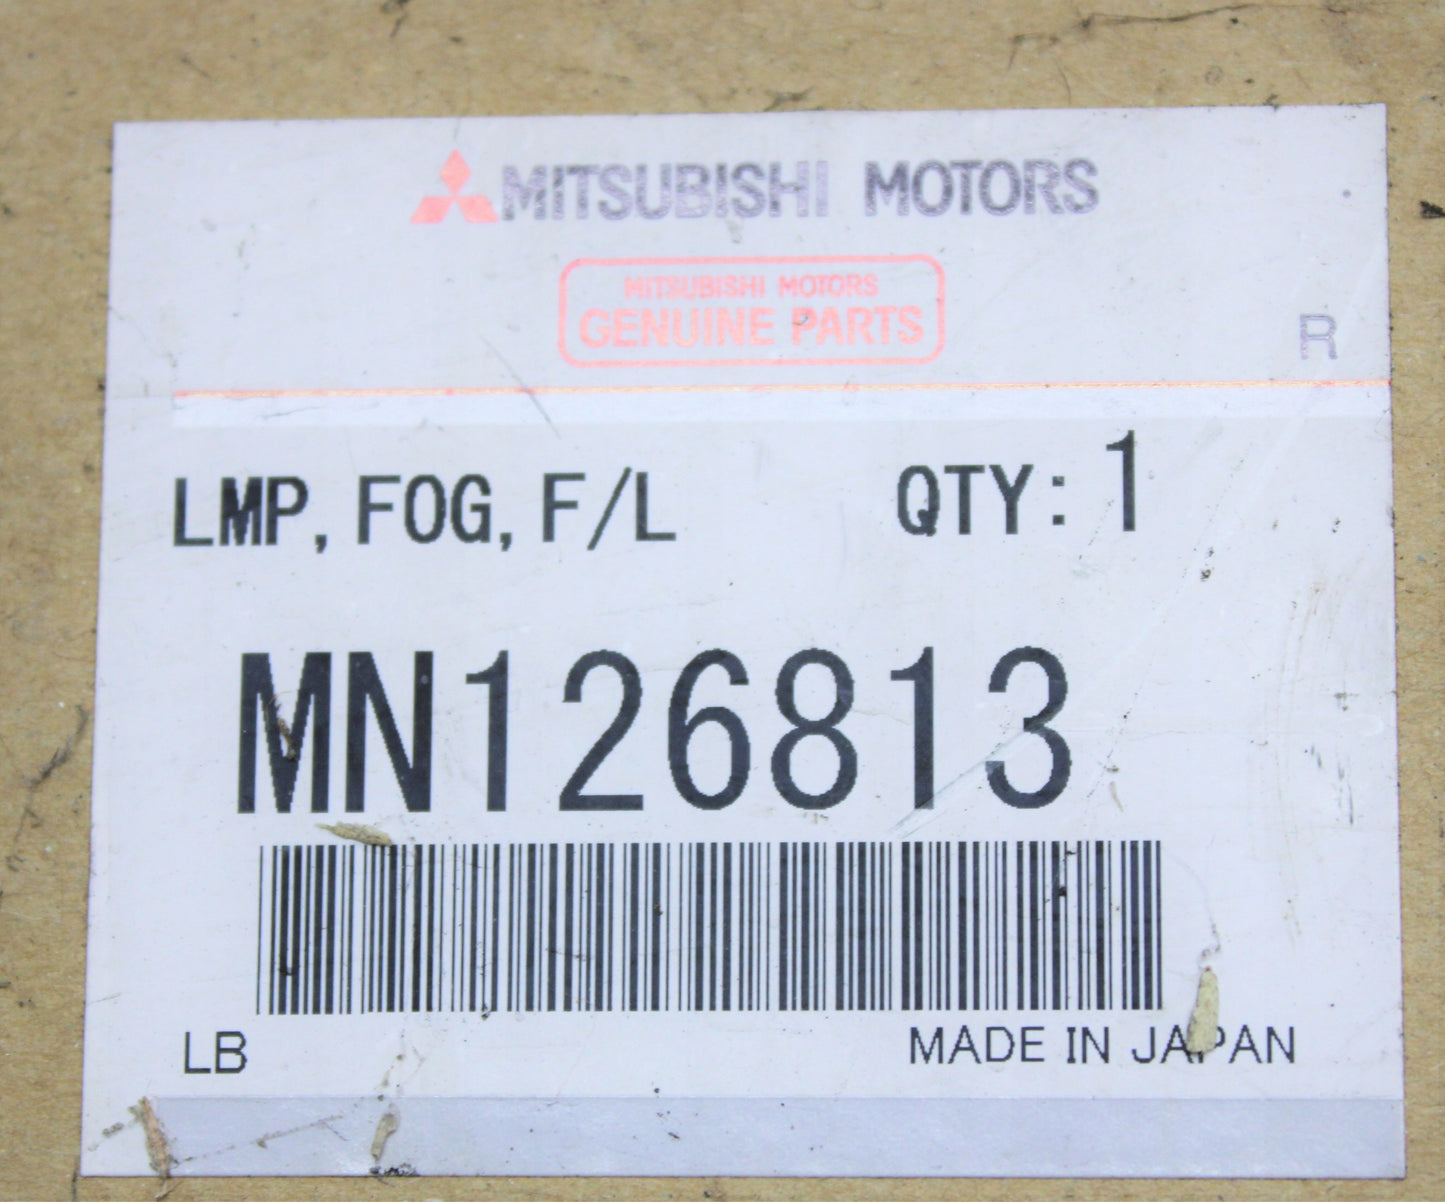 MITSUBISHI MOTORS
MITSUBISHI MOTORS
GENUINE PARTS
R
LMP, FOG, F/L QTY: 1
MN126813
LB MADE IN JAPAN